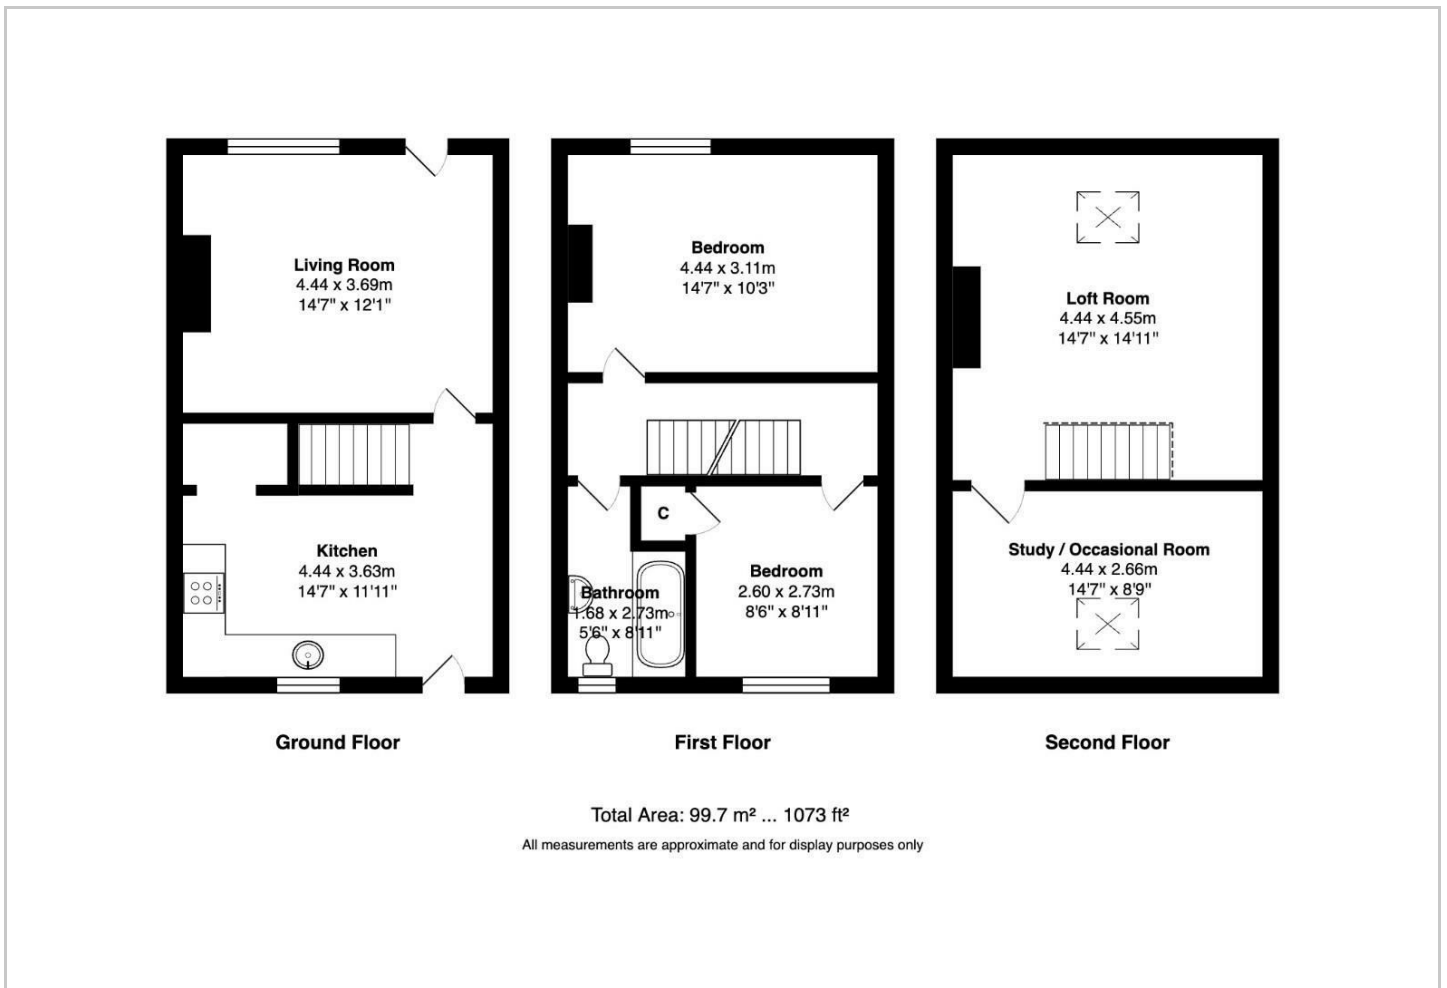 Living Room
4.44 x 3.69m
14'7" x 12'1"
Kitchen
4.44 x 3.63m
14'7" x 11'11"
Ground Floor
Bedroom
4.44 x 3.11m
14'7" x 10'3"
C
Bathroom
1.68 x 2.73m
5'6" x 8'11"
Bedroom
2.60 x 2.73m
8'6" x 8'11"
First Floor
Loft Room
4.44 x 4.55m
14'7" x 14'11"
Study / Occasional Room
4.44 x 2.66m
14'7" x 8'9"
Second Floor
Total Area: 99.7 m² ... 1073 ft²
All measurements are approximate and for display purposes only